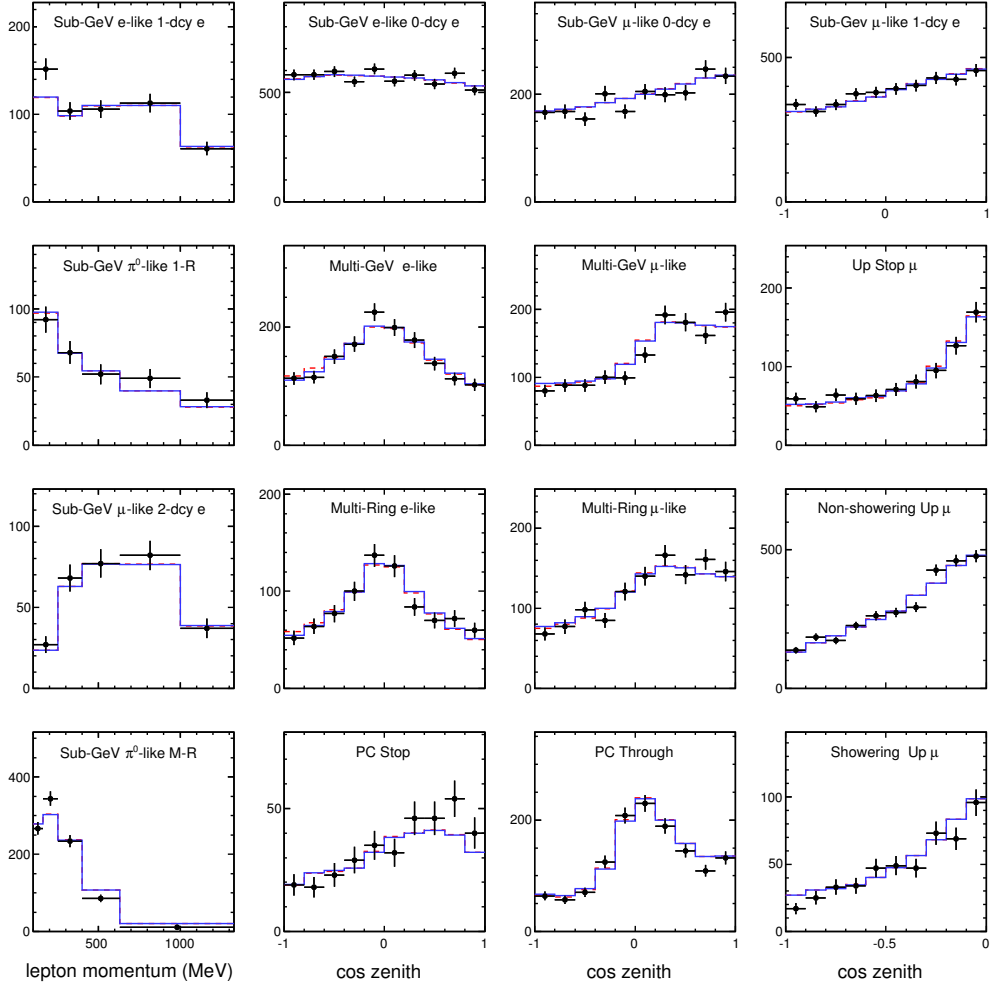 Sub-GeV e-like 1-dcy e
200
100
0
Sub-GeV e-like 0-dcy e
500
0
Sub-GeV μ-like 0-dcy e
200
0
Sub-Gev μ-like 1-dcy e
400
200
0
-1 0 1
Sub-GeV π⁰-like 1-R
100
50
0
Multi-GeV e-like
200
0
Multi-GeV μ-like
200
100
0
Up Stop μ
200
100
0
Sub-GeV μ-like 2-dcy e
100
50
0
Multi-Ring e-like
200
100
0
Multi-Ring μ-like
200
100
0
Non-showering Up μ
500
0
Sub-GeV π⁰-like M-R
400
200
0
500 1000
lepton momentum (MeV)
PC Stop
50
0
-1 0 1
cos zenith
PC Through
200
0
-1 0 1
cos zenith
Showering Up μ
100
0
-1 -0.5 0
cos zenith